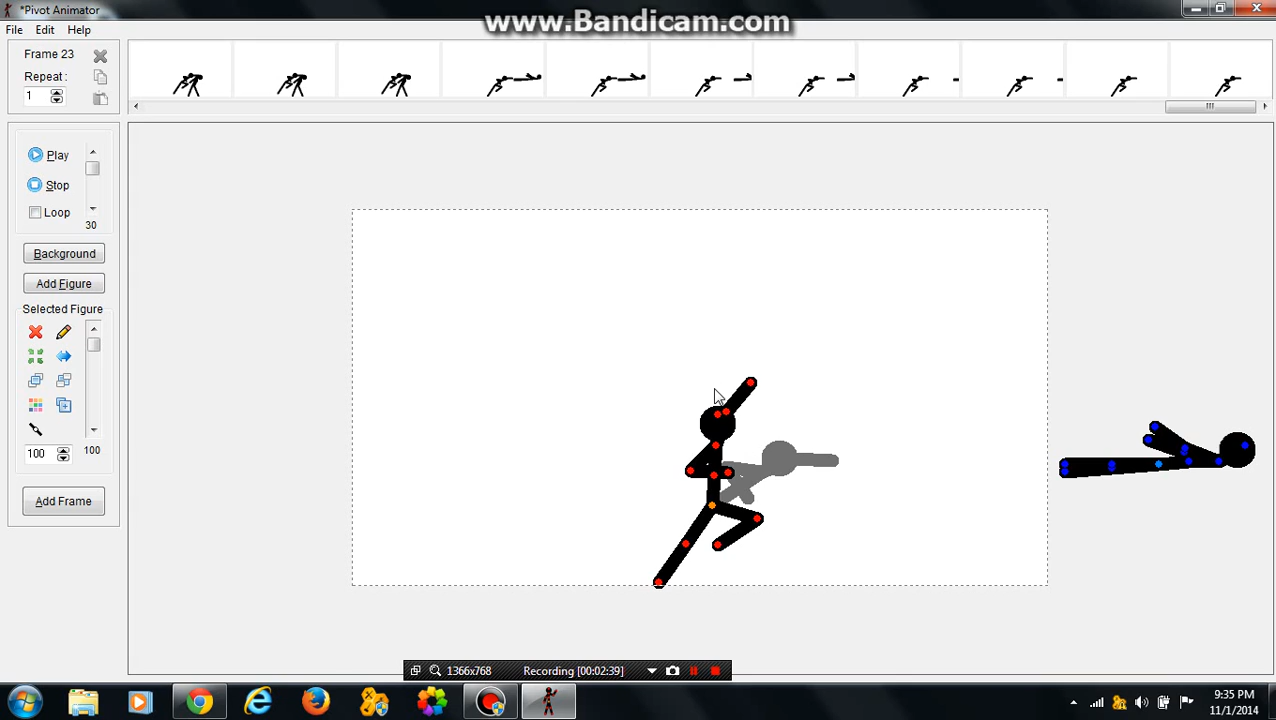 *Pivot Animator
www.Bandicam.com
File Edit Help
Frame 23
Repeat :
1
Play
Stop
Loop
30
Background
Add Figure
Selected Figure
100 100
Add Frame
1366x768 Recording [00:02:39]
9:35 PM
11/1/2014